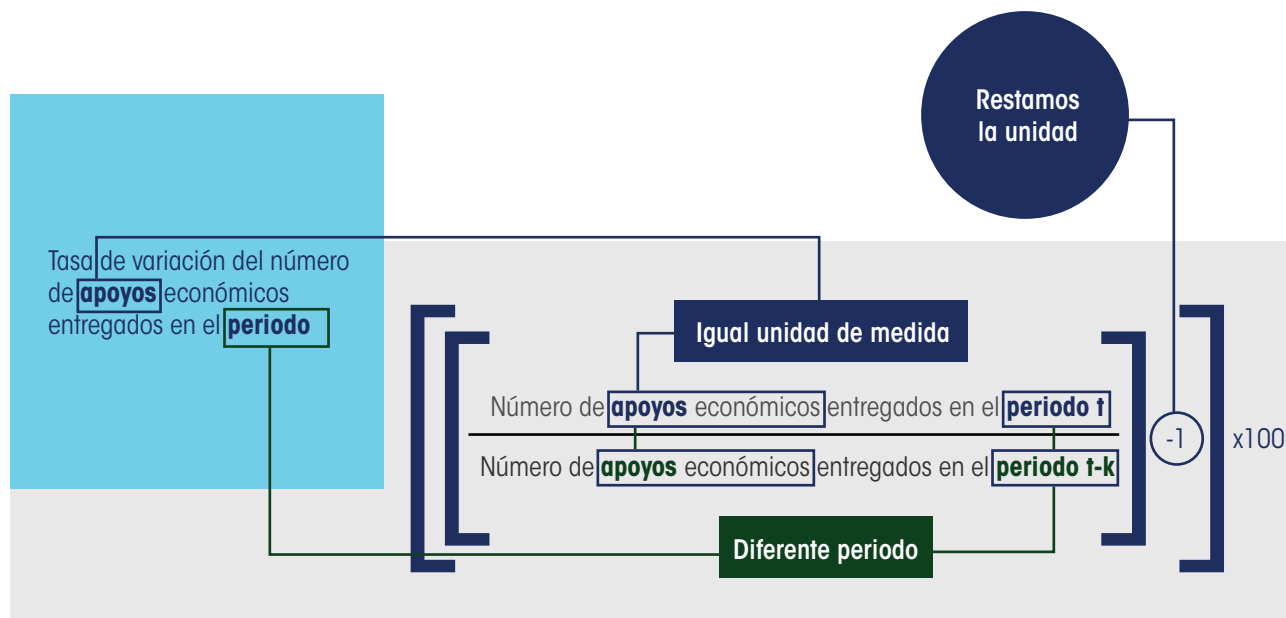 Restamos
la unidad
Tasa de variación del número
de apoyos económicos
entregados en el periodo
Igual unidad de medida
Número de apoyos económicos entregados en el periodo t
Número de apoyos económicos entregados en el periodo t-k
-1
x100
Diferente periodo